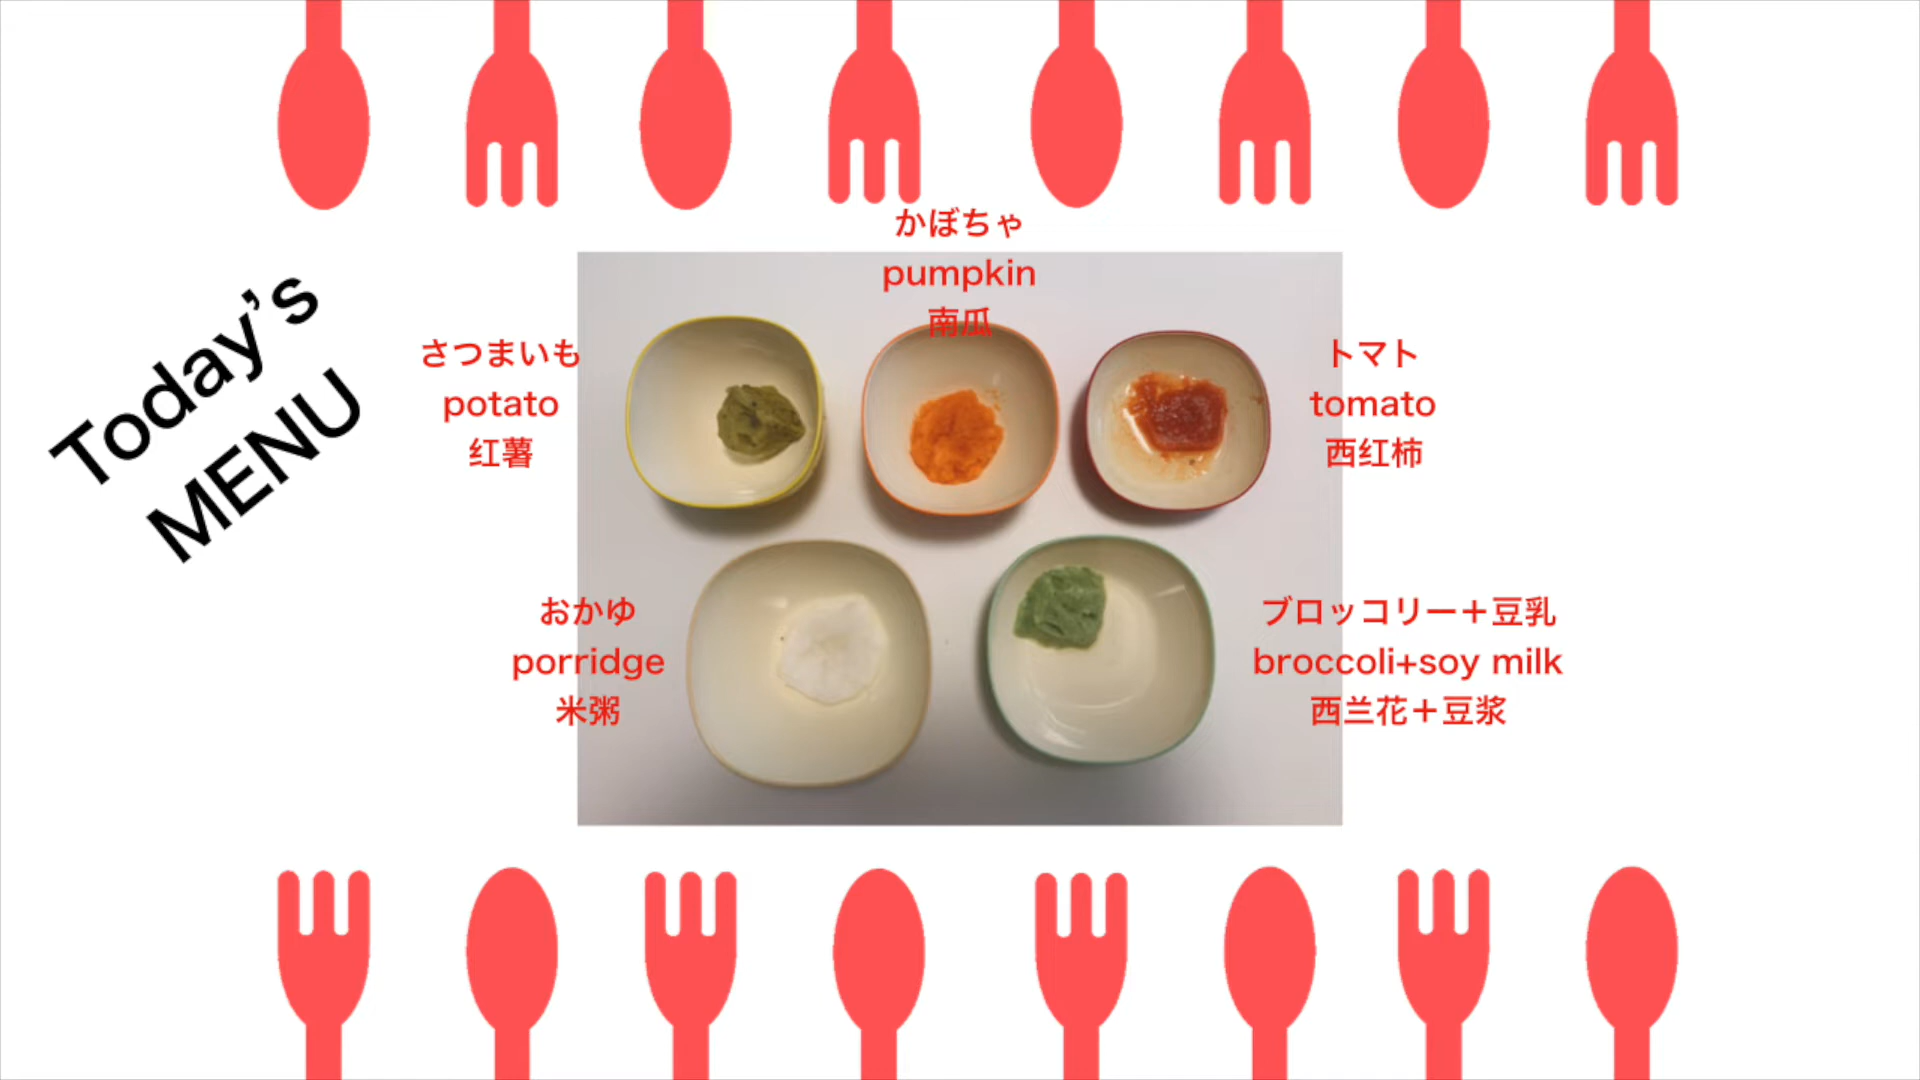 Today's
MENU
かぼちゃ
pumpkin
南瓜
さつまいも
potato
红薯
トマト
tomato
西红柿
おかゆ
porridge
米粥
ブロッコリー＋豆乳
broccoli+soy milk
西兰花＋豆浆